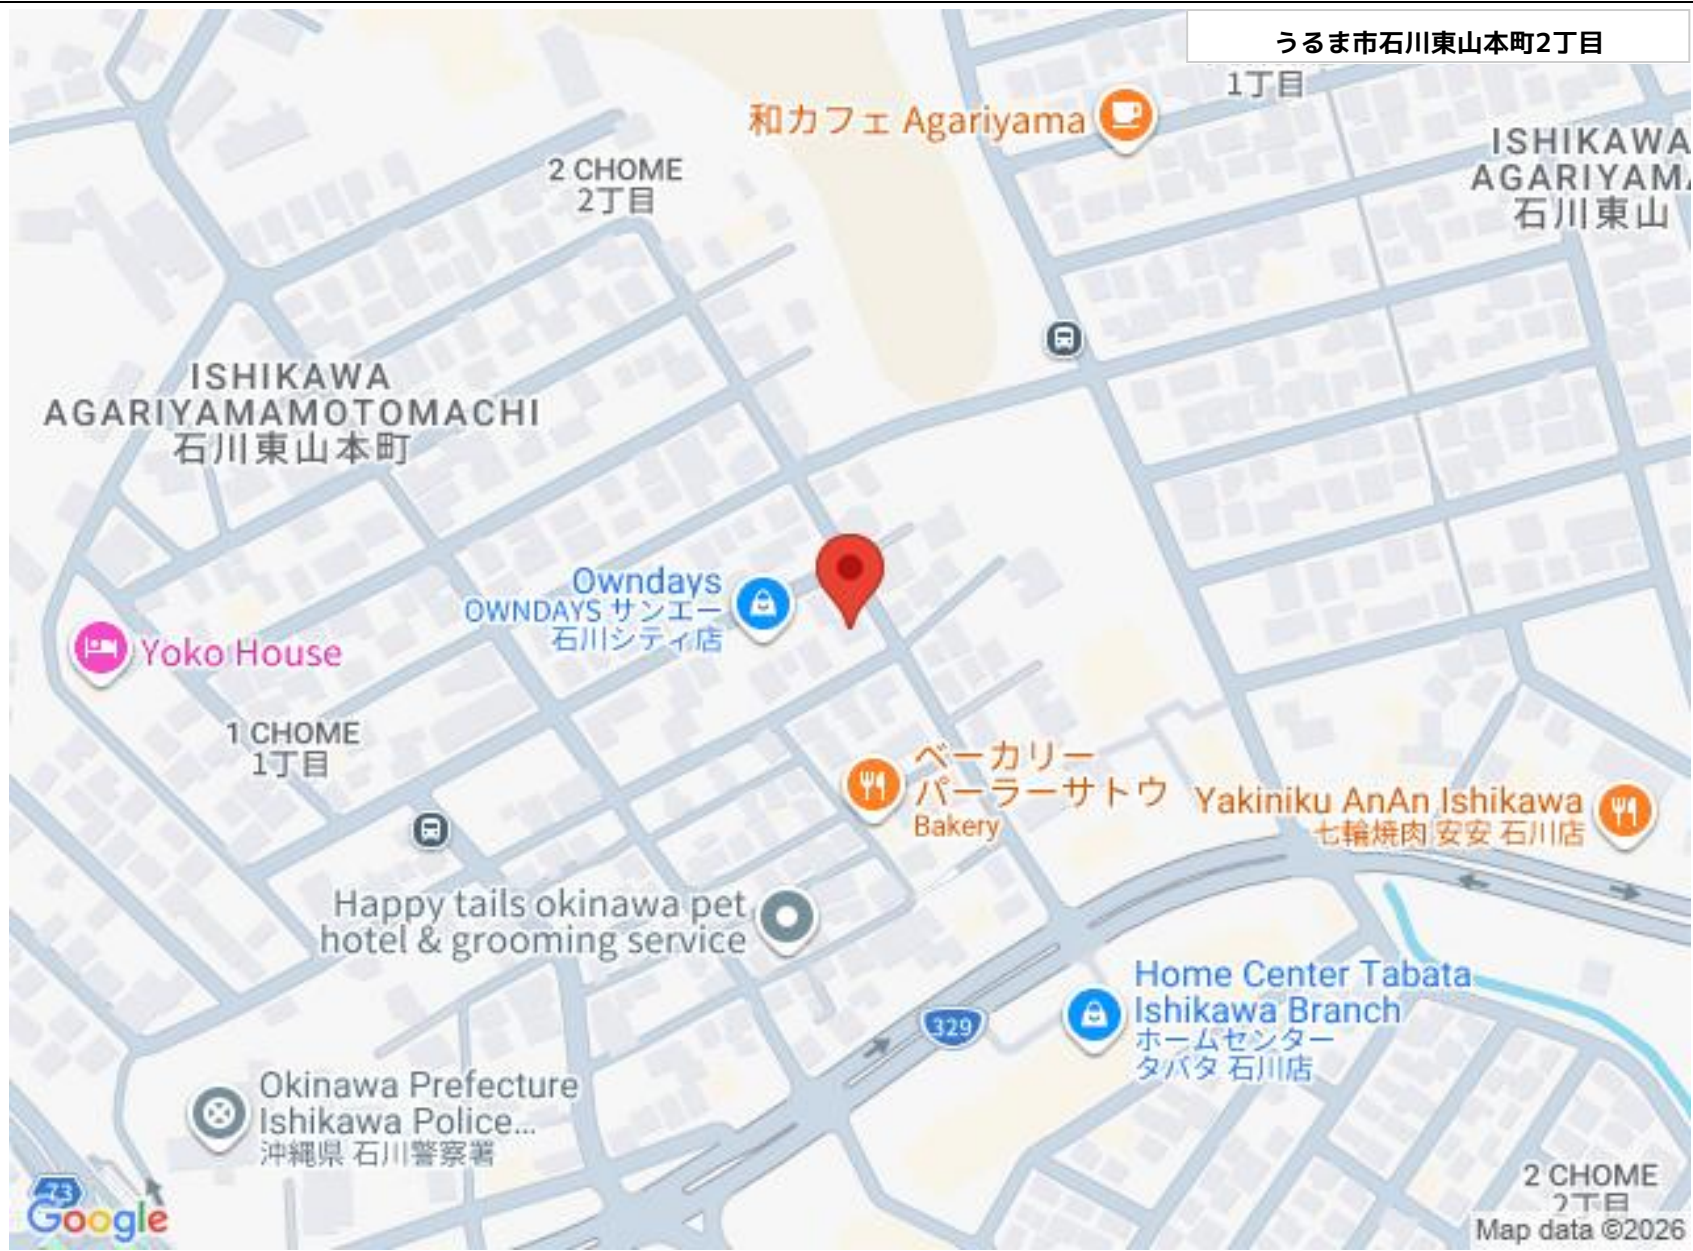 うるま市石川東山本町2丁目
1丁目
和カフェ Agariyama
ISHIKAWA
石川東山
2 CHOME
2丁目
ISHIKAWA
AGARIYAMAMOTOMACHI
石川東山本町
Owndays
OWNDAYS サンエー
石川シティ店
Yoko House
1 CHOME
1丁目
ベーカリー
パーラーサトウ
Bakery
Yakiniku AnAn Ishikawa
七輪焼肉 安安 石川店
Happy tails okinawa pet
hotel & grooming service
329
Home Center Tabata
Ishikawa Branch
ホームセンター
タバタ 石川店
Okinawa Prefecture
Ishikawa Police...
沖縄県 石川警察署
73
Google
2 CHOME
2丁目
Map data ©2026